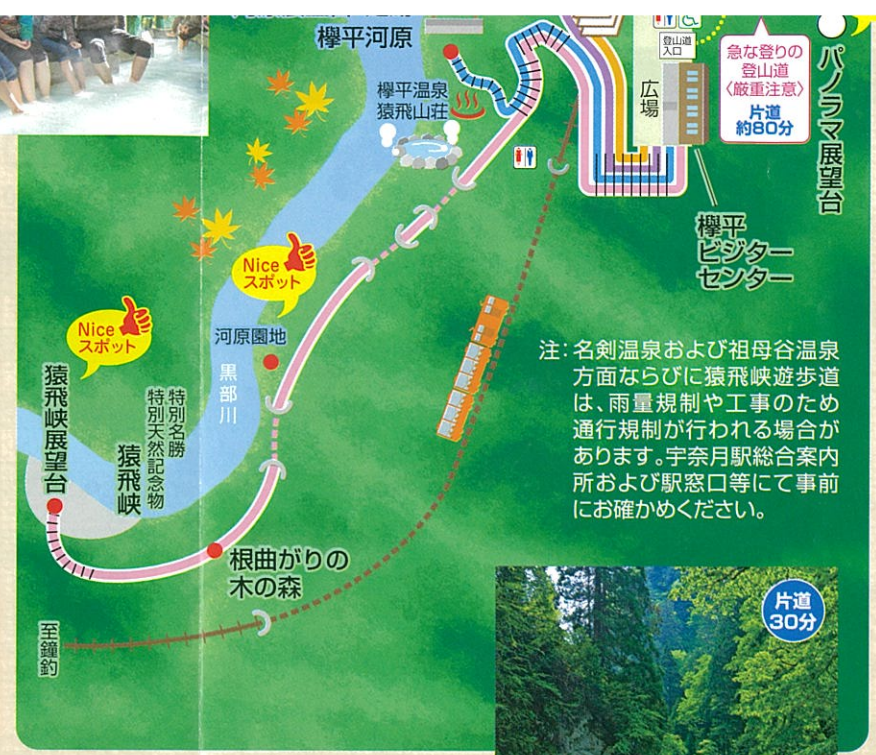 欅平河原
登山道
入口
急な登りの
登山道
〈厳重注意〉
片道
約80分
パノラマ展望台
広場
欅平温泉
猿飛山荘
欅平
ビジター
センター
Nice
スポット
Nice
スポット
河原園地
黒部川
特別名勝
特別天然記念物
猿飛峡
猿飛峡展望台
根曲がりの
木の森
至鐘釣
注:名剣温泉および祖母谷温泉
方面ならびに猿飛峡遊歩道
は、雨量規制や工事のため
通行規制が行われる場合が
あります。宇奈月駅総合案内
所および駅窓口等にて事前
にお確かめください。
片道
30分